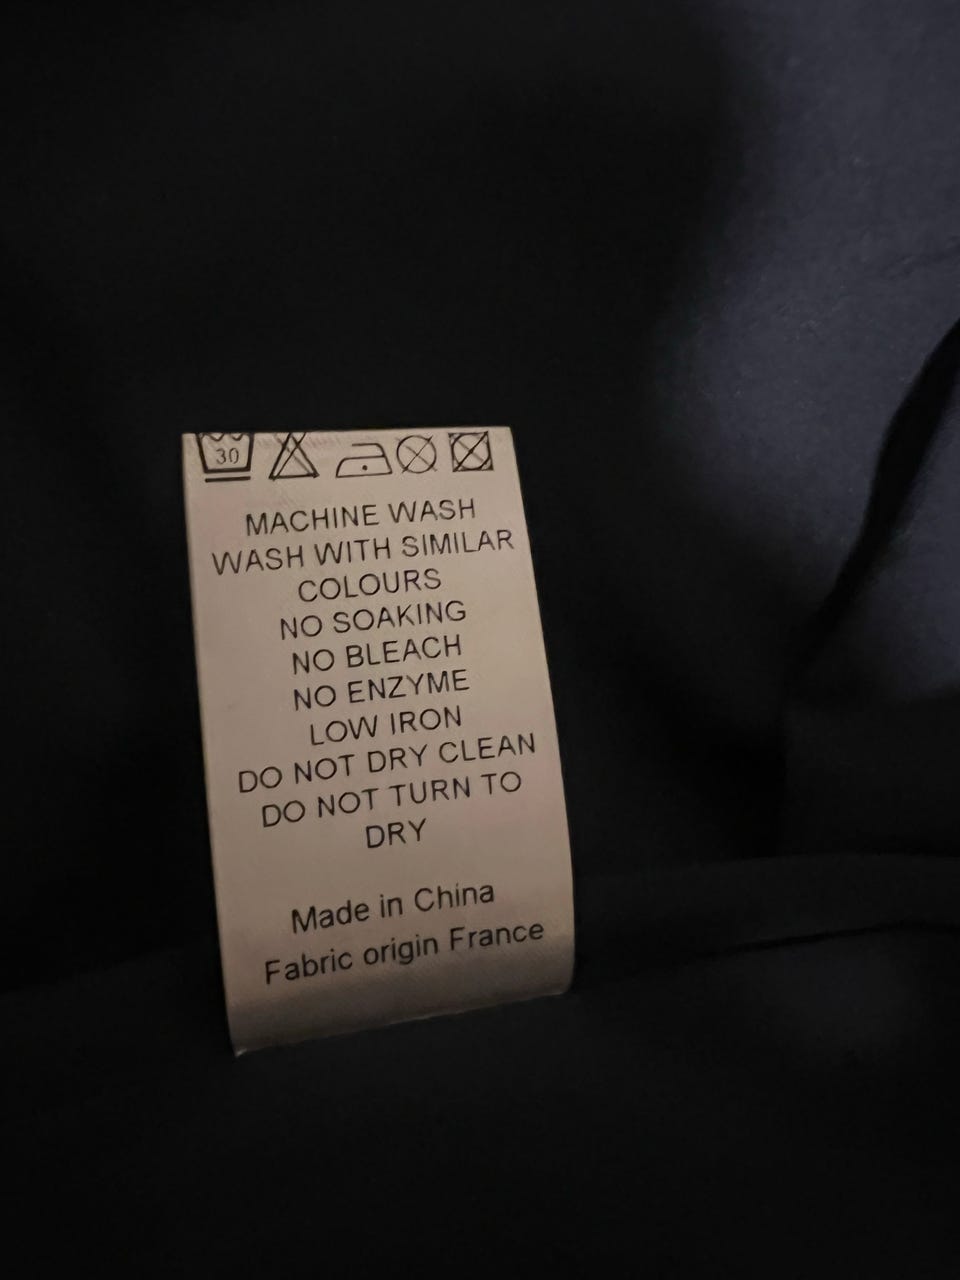 30
MACHINE WASH
WASH WITH SIMILAR
COLOURS
NO SOAKING
NO BLEACH
NO ENZYME
LOW IRON
DO NOT DRY CLEAN
DO NOT TURN TO
DRY
Made in China
Fabric origin France